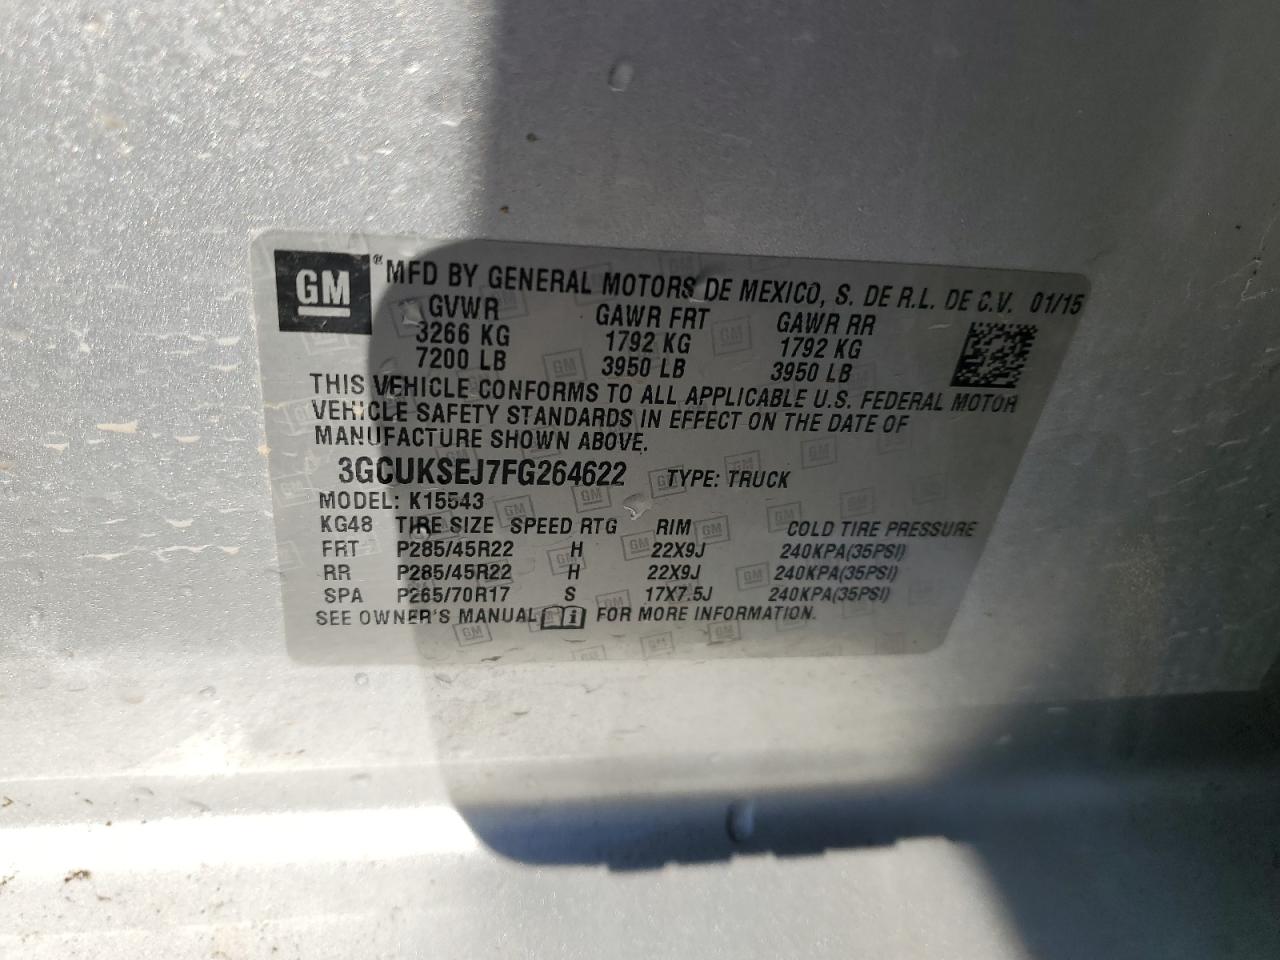 GM ® MFD BY GENERAL MOTORS DE MEXICO, S. DE R.L. DE C.V. 01/15
GVWR GAWR FRT GAWR RR
3266 KG 1792 KG 1792 KG
7200 LB 3950 LB 3950 LB
THIS VEHICLE CONFORMS TO ALL APPLICABLE U.S. FEDERAL MOTOR
VEHICLE SAFETY STANDARDS IN EFFECT ON THE DATE OF
MANUFACTURE SHOWN ABOVE.
3GCUKSEJ7FG264622 TYPE: TRUCK
MODEL: K15543
KG48 TIRE SIZE SPEED RTG RIM COLD TIRE PRESSURE
FRT P285/45R22 H 22X9J 240KPA(35PSI)
RR P285/45R22 H 22X9J 240KPA(35PSI)
SPA P265/70R17 S 17X7.5J 240KPA(35PSI)
SEE OWNER'S MANUAL i FOR MORE INFORMATION.